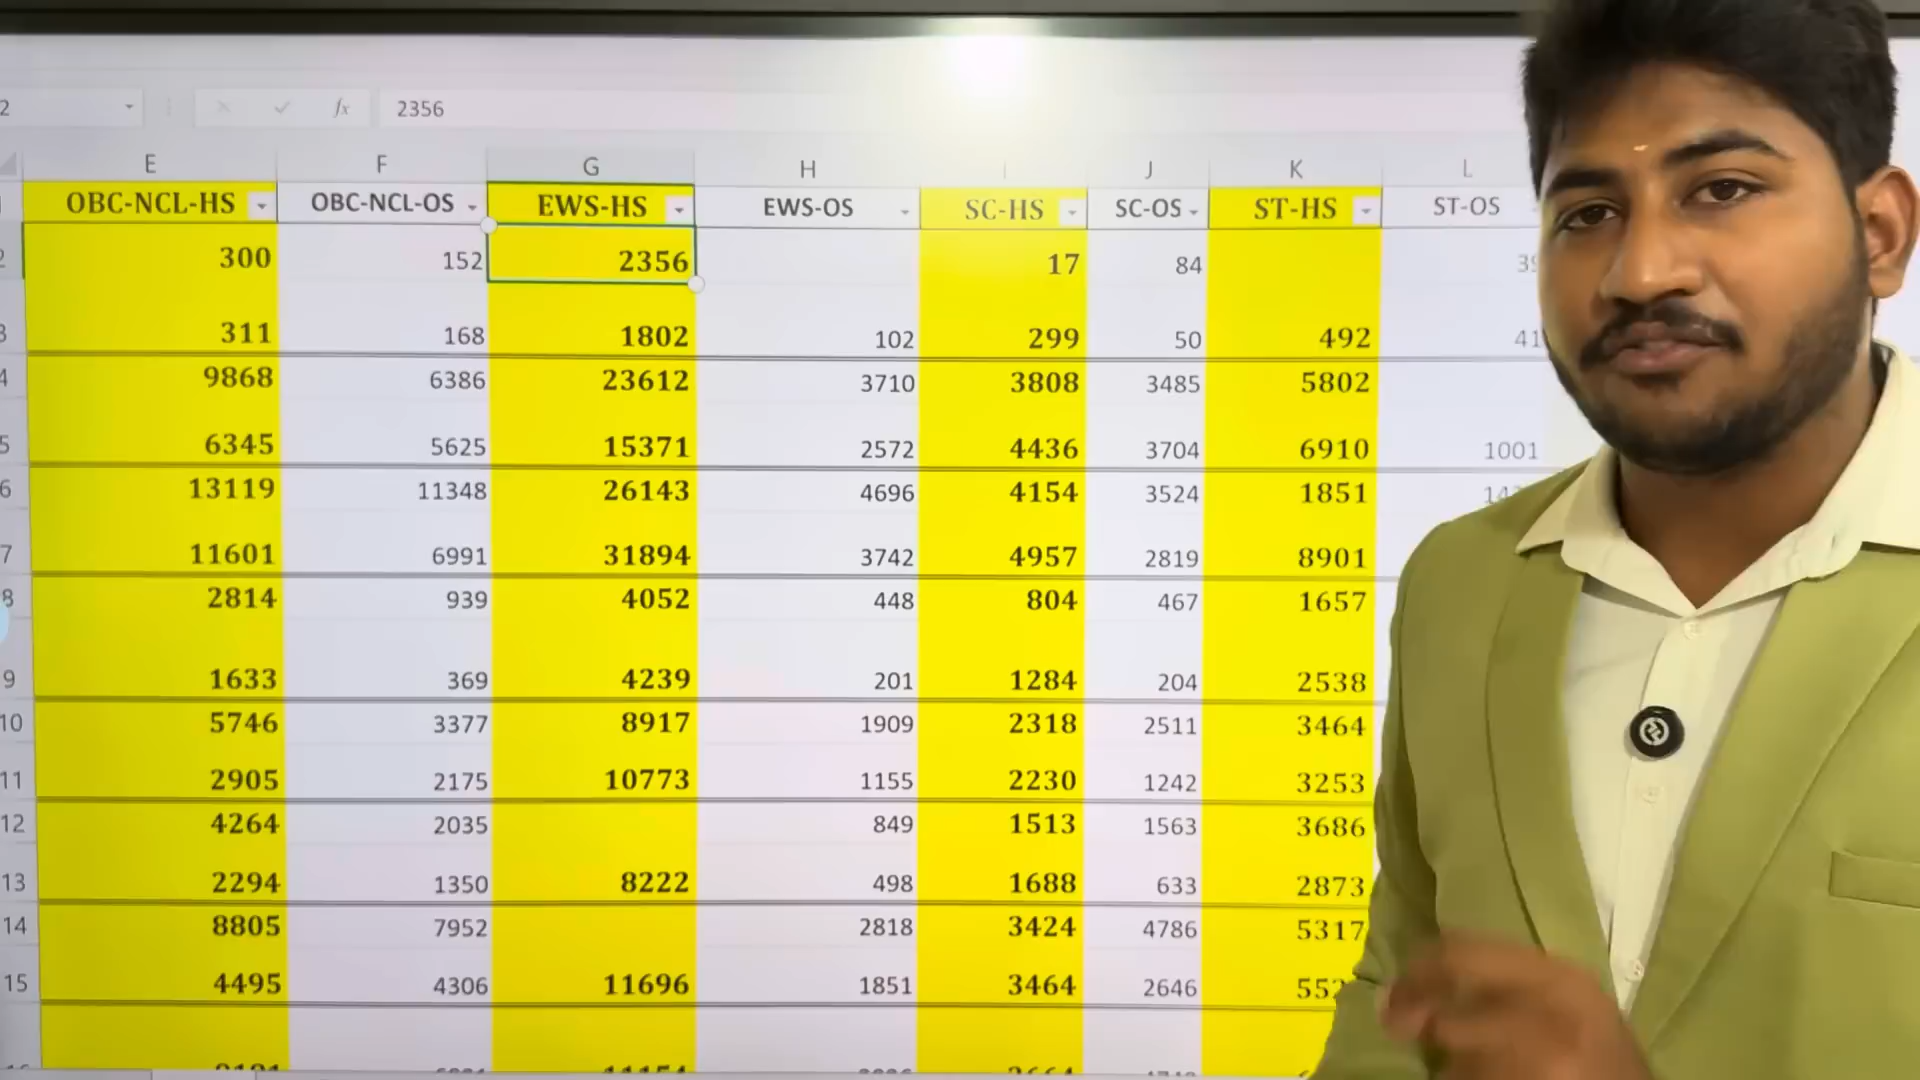 2 fx 2356
E F G H I J K L
OBC-NCL-HS OBC-NCL-OS EWS-HS EWS-OS SC-HS SC-OS ST-HS ST-OS
2 300 152 2356 17 84
3 311 168 1802 102 299 50 492
4 9868 6386 23612 3710 3808 3485 5802
5 6345 5625 15371 2572 4436 3704 6910 1001
6 13119 11348 26143 4696 4154 3524 1851
7 11601 6991 31894 3742 4957 2819 8901
8 2814 939 4052 448 804 467 1657
9 1633 369 4239 201 1284 204 2538
10 5746 3377 8917 1909 2318 2511 3464
11 2905 2175 10773 1155 2230 1242 3253
12 4264 2035 849 1513 1563 3686
13 2294 1350 8222 498 1688 633 2873
14 8805 7952 2818 3424 4786 5317
15 4495 4306 11696 1851 3464 2646